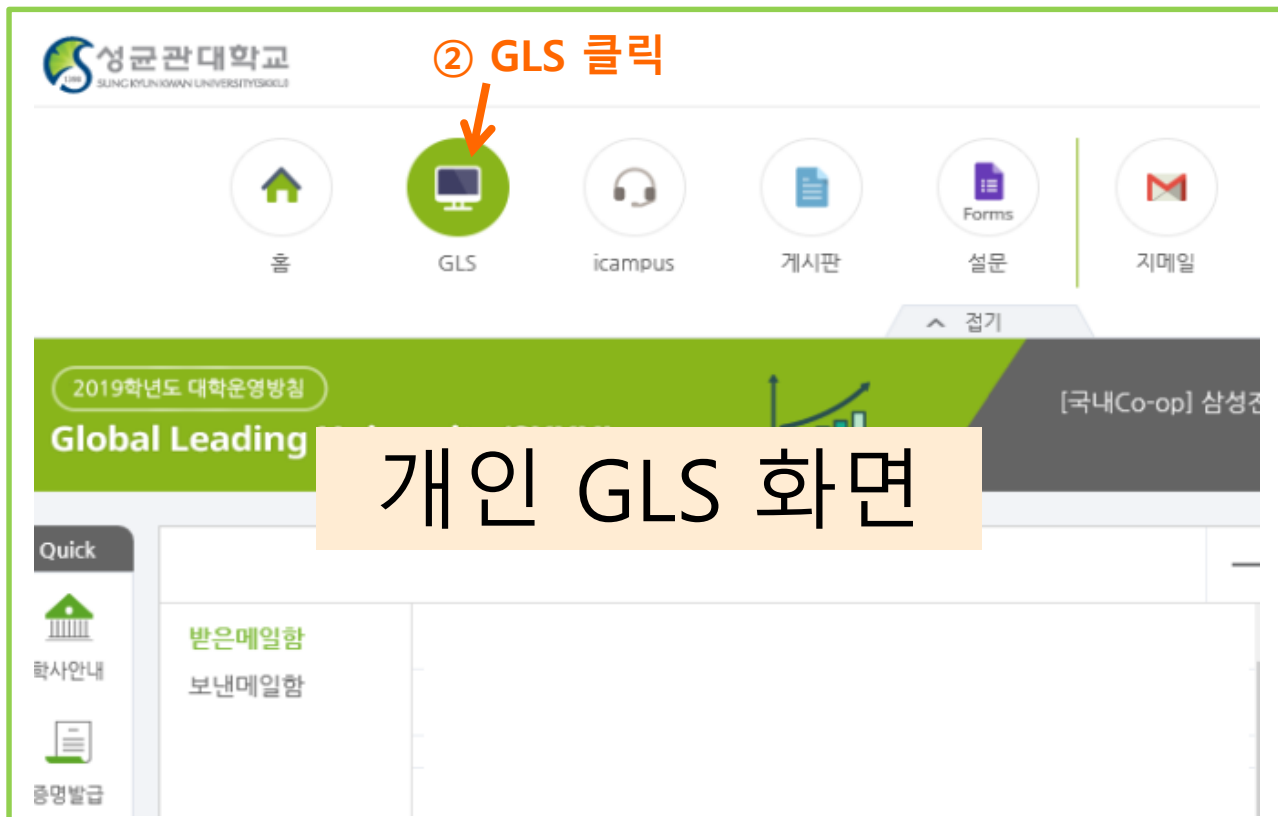 성균관대학교
SUNG KYUN KWAN UNIVERSITY(SKKU)
② GLS 클릭
홈
GLS
icampus
게시판
Forms
설문
지메일
접기
2019학년도 대학운영방침
Global Leading
[국내Co-op] 삼성전
개인 GLS 화면
Quick
학사안내
증명발급
받은메일함
보낸메일함